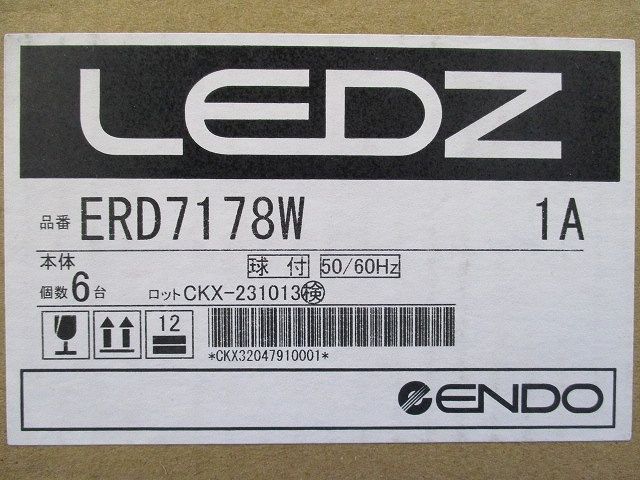 LEDZ
品番 ERD7178W 1A
本体 球付 50/60Hz
個数 6台 ロット CKX-231013 検
12
*CKX32047910001*
ENDO